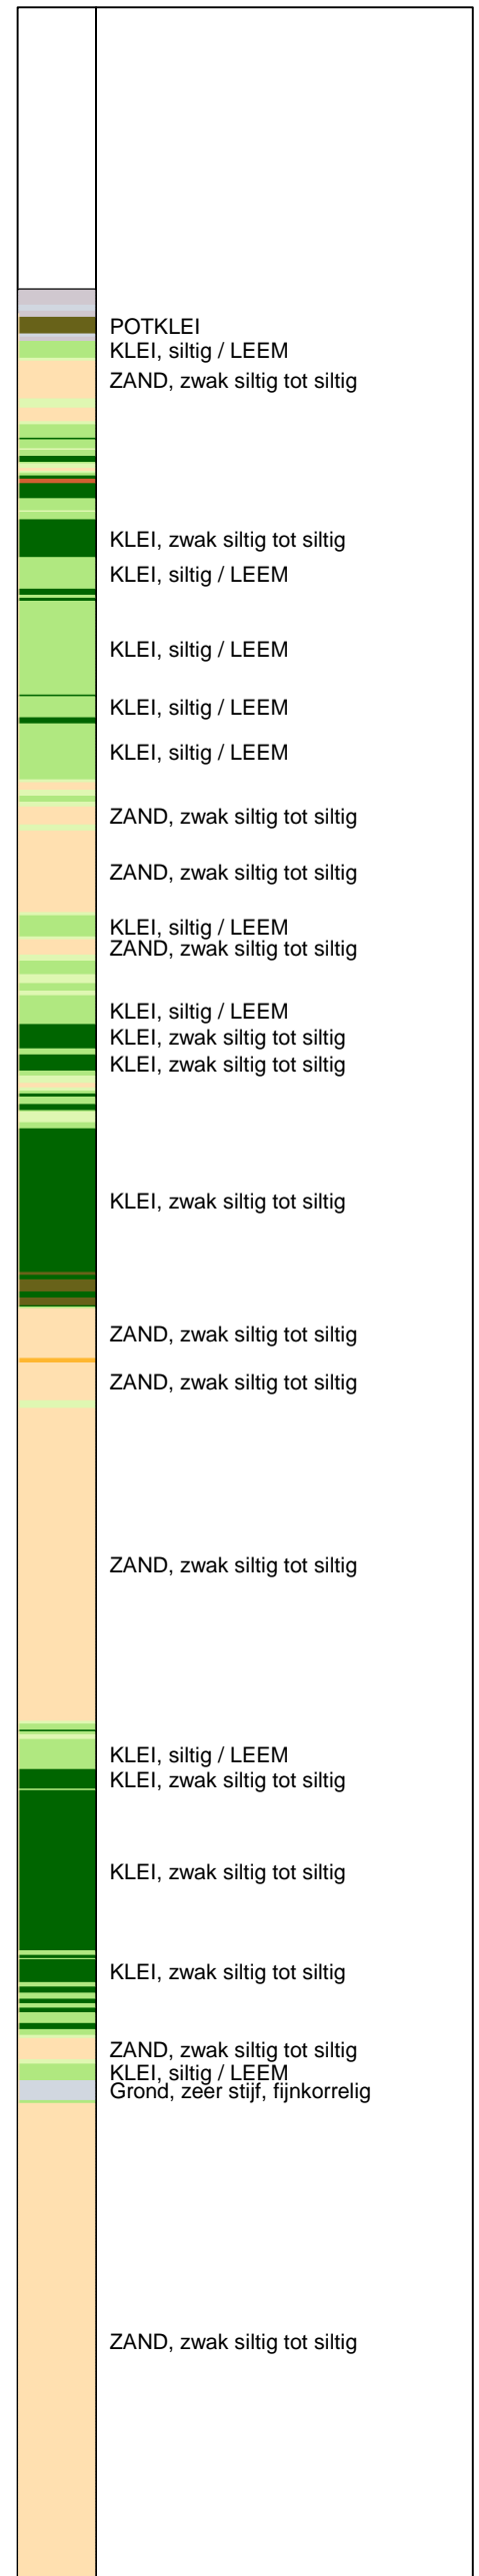 POTKLEI
KLEI, siltig / LEEM
ZAND, zwak siltig tot siltig
KLEI, zwak siltig tot siltig
KLEI, siltig / LEEM
KLEI, siltig / LEEM
KLEI, siltig / LEEM
KLEI, siltig / LEEM
ZAND, zwak siltig tot siltig
ZAND, zwak siltig tot siltig
KLEI, siltig / LEEM
ZAND, zwak siltig tot siltig
KLEI, siltig / LEEM
KLEI, zwak siltig tot siltig
KLEI, zwak siltig tot siltig
KLEI, zwak siltig tot siltig
ZAND, zwak siltig tot siltig
ZAND, zwak siltig tot siltig
ZAND, zwak siltig tot siltig
KLEI, siltig / LEEM
KLEI, zwak siltig tot siltig
KLEI, zwak siltig tot siltig
KLEI, zwak siltig tot siltig
ZAND, zwak siltig tot siltig
KLEI, siltig / LEEM
Grond, zeer stijf, fijnkorrelig
ZAND, zwak siltig tot siltig